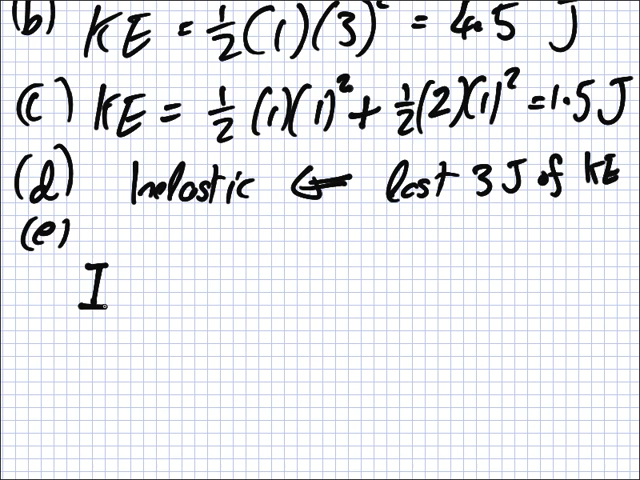 (b) KE = 1/2 (1)(3)² = 4.5 J
(c) KE = 1/2 (1)(1)² + 1/2 (2)(1)² = 1.5 J
(d) Inelastic ⇐ lost 3 J of KE
(e)
I